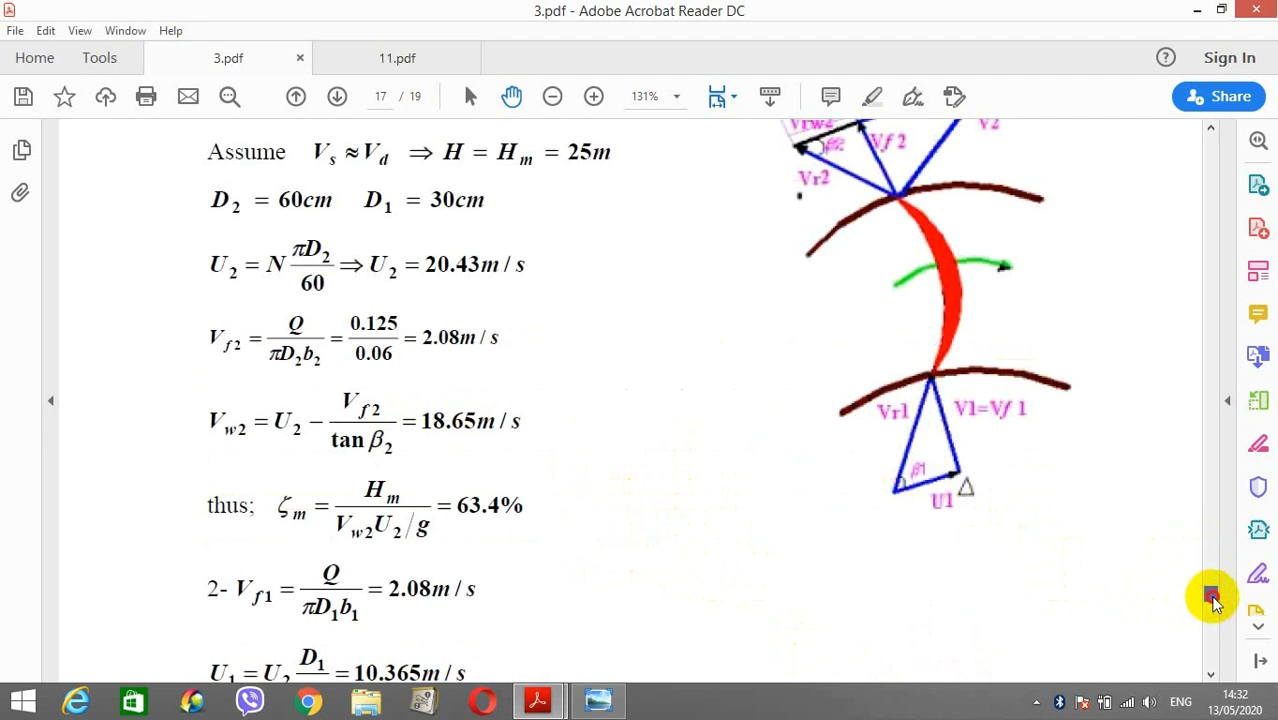 3.pdf - Adobe Acrobat Reader DC
File Edit View Window Help
Home Tools 3.pdf × 11.pdf Sign In
17 / 19 131% Share
Assume V_s ≈ V_d ⇒ H = H_m = 25m
D_2 = 60cm D_1 = 30cm
U_2 = N πD_2/60 ⇒ U_2 = 20.43m / s
V_f2 = Q/πD_2b_2 = 0.125/0.06 = 2.08m / s
V_w2 = U_2 − V_f2/tan β_2 = 18.65m / s
thus; ζ_m = H_m/(V_w2U_2/g) = 63.4%
2- V_f1 = Q/πD_1b_1 = 2.08m / s
U_1 = U_2 D_1 = 10.365m / s
Vrw2
V2
β2
Vf 2
Vr2
Vr1 V1=Vf 1
β1
U1
ENG
14:32
13/05/2020